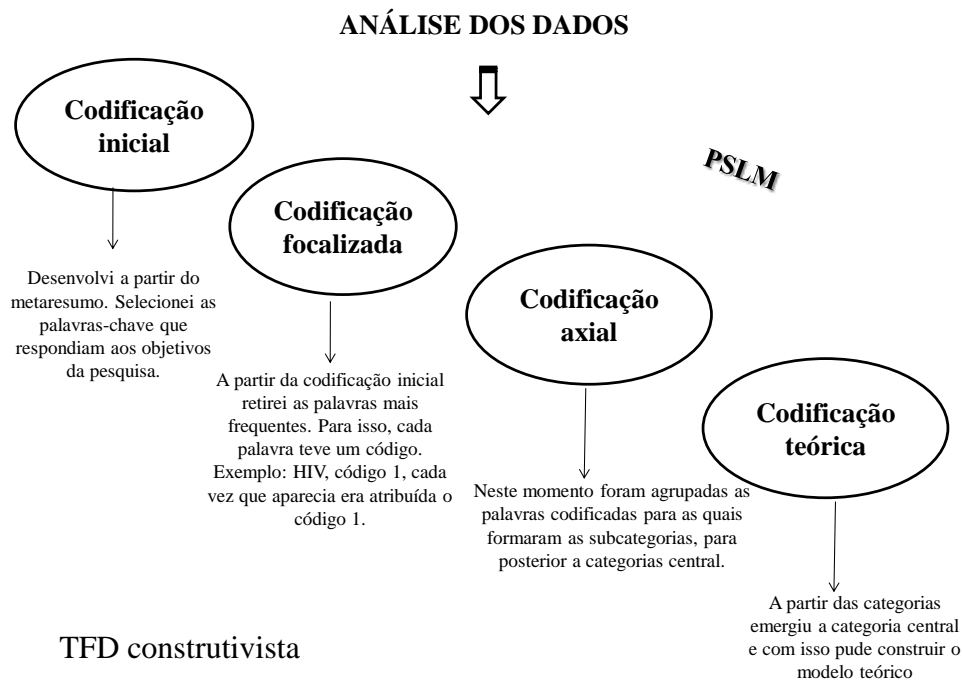 ANÁLISE DOS DADOS
Codificação
inicial
PSLM
Codificação
focalizada
Desenvolvi a partir do
metaresumo. Selecionei as
palavras-chave que
respondiam aos objetivos
da pesquisa.
Codificação
axial
A partir da codificação inicial
retirei as palavras mais
frequentes. Para isso, cada
palavra teve um código.
Exemplo: HIV, código 1, cada
vez que aparecia era atribuída o
código 1.
Codificação
teórica
Neste momento foram agrupadas as
palavras codificadas para as quais
formaram as subcategorias, para
posterior a categorias central.
A partir das categorias
emergiu a categoria central
e com isso pude construir o
modelo teórico
TFD construtivista